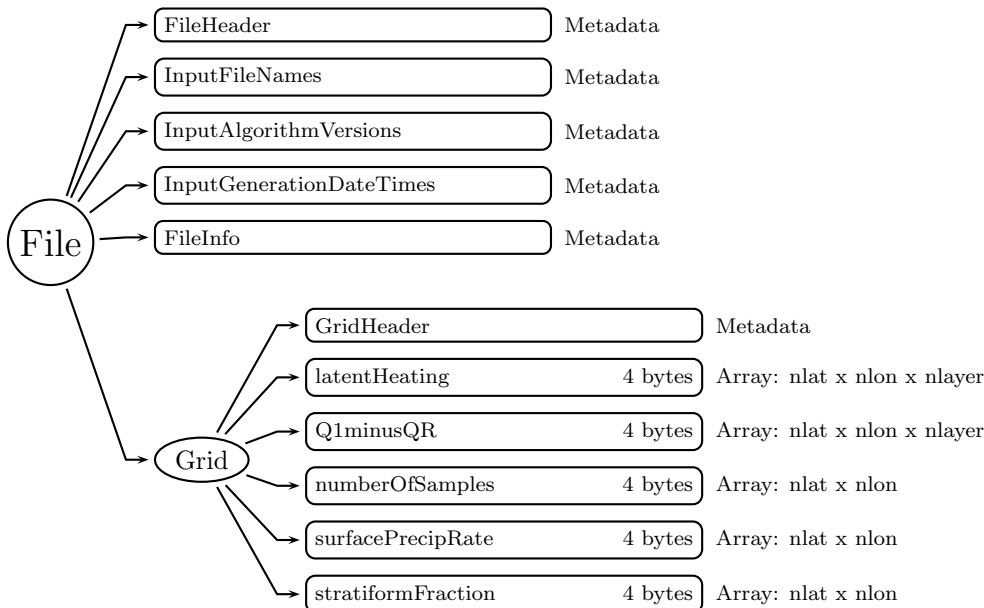 FileHeader Metadata
InputFileNames Metadata
InputAlgorithmVersions Metadata
InputGenerationDateTimes Metadata
File
FileInfo Metadata
GridHeader Metadata
latentHeating 4 bytes Array: nlat x nlon x nlayer
Q1minusQR 4 bytes Array: nlat x nlon x nlayer
Grid
numberOfSamples 4 bytes Array: nlat x nlon
surfacePrecipRate 4 bytes Array: nlat x nlon
stratiformFraction 4 bytes Array: nlat x nlon